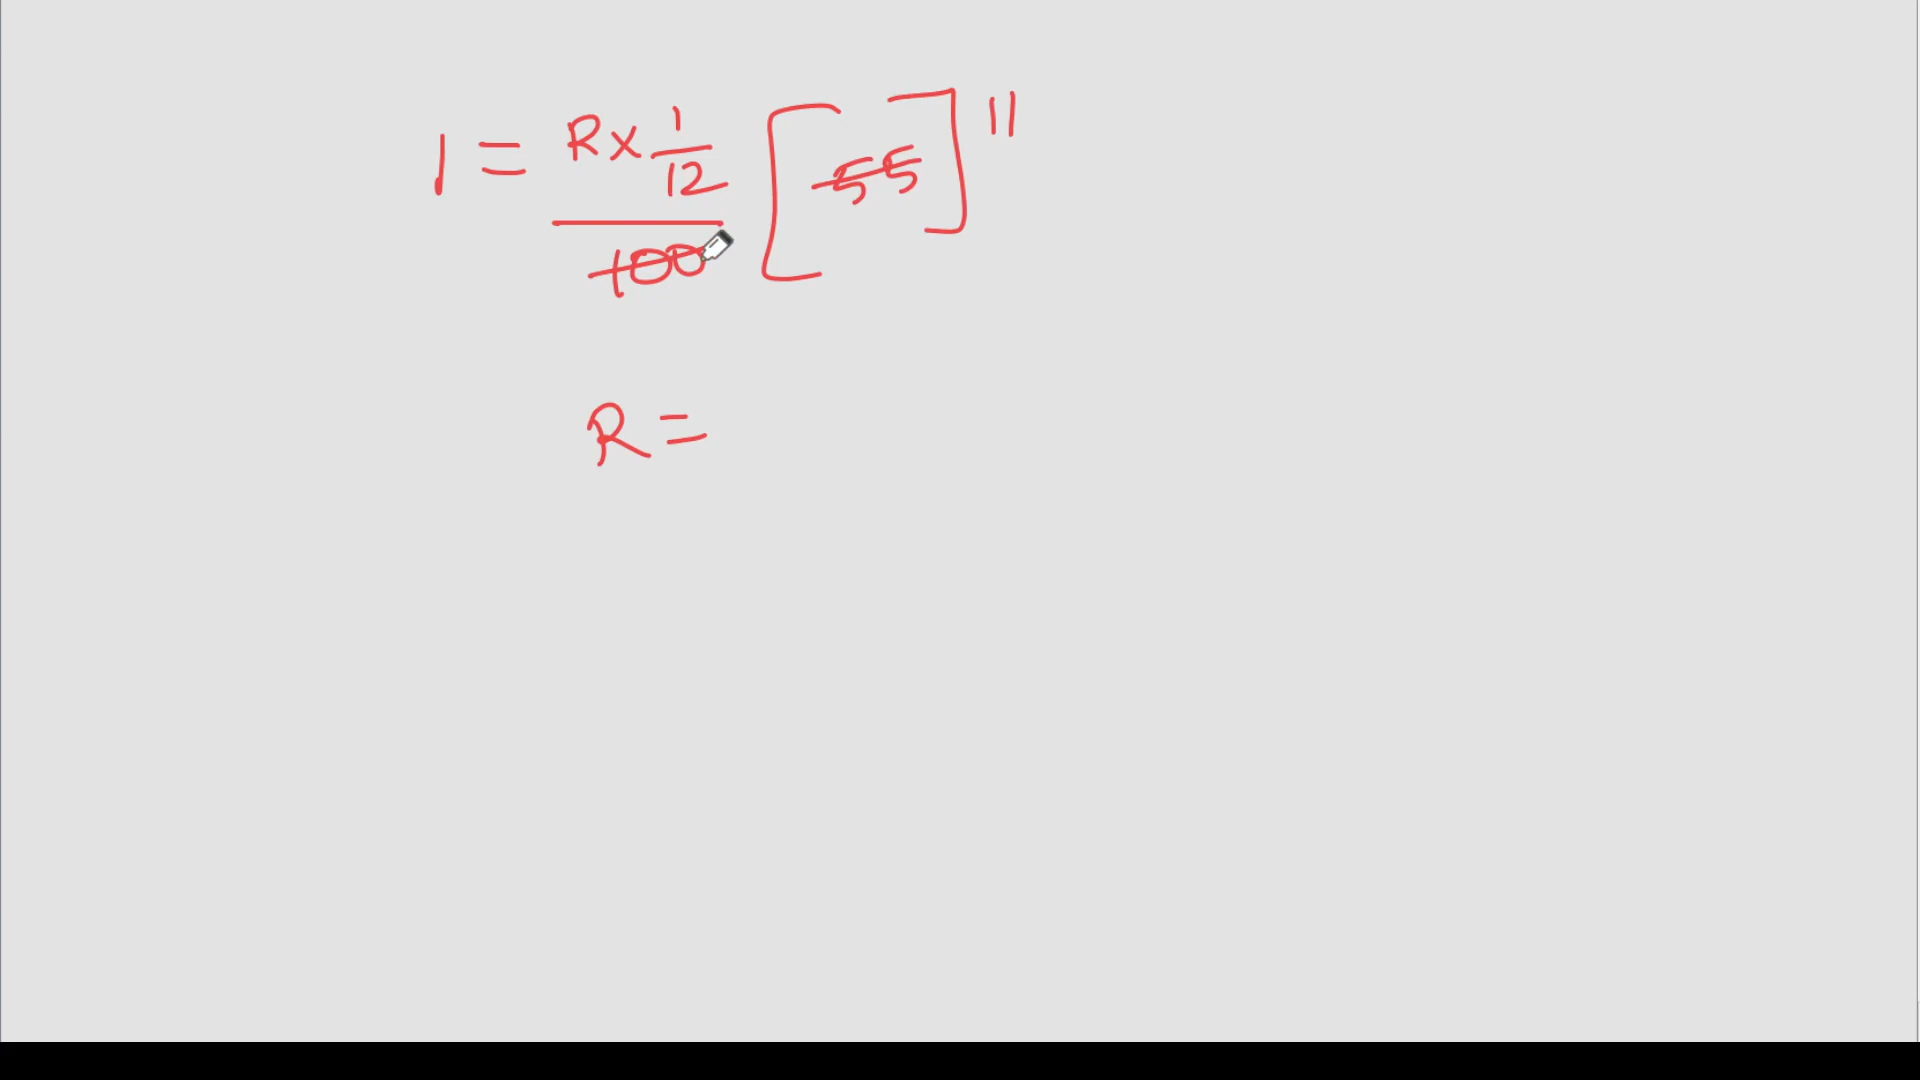 1 = R x 1/12 / 100 [55] 11
R =